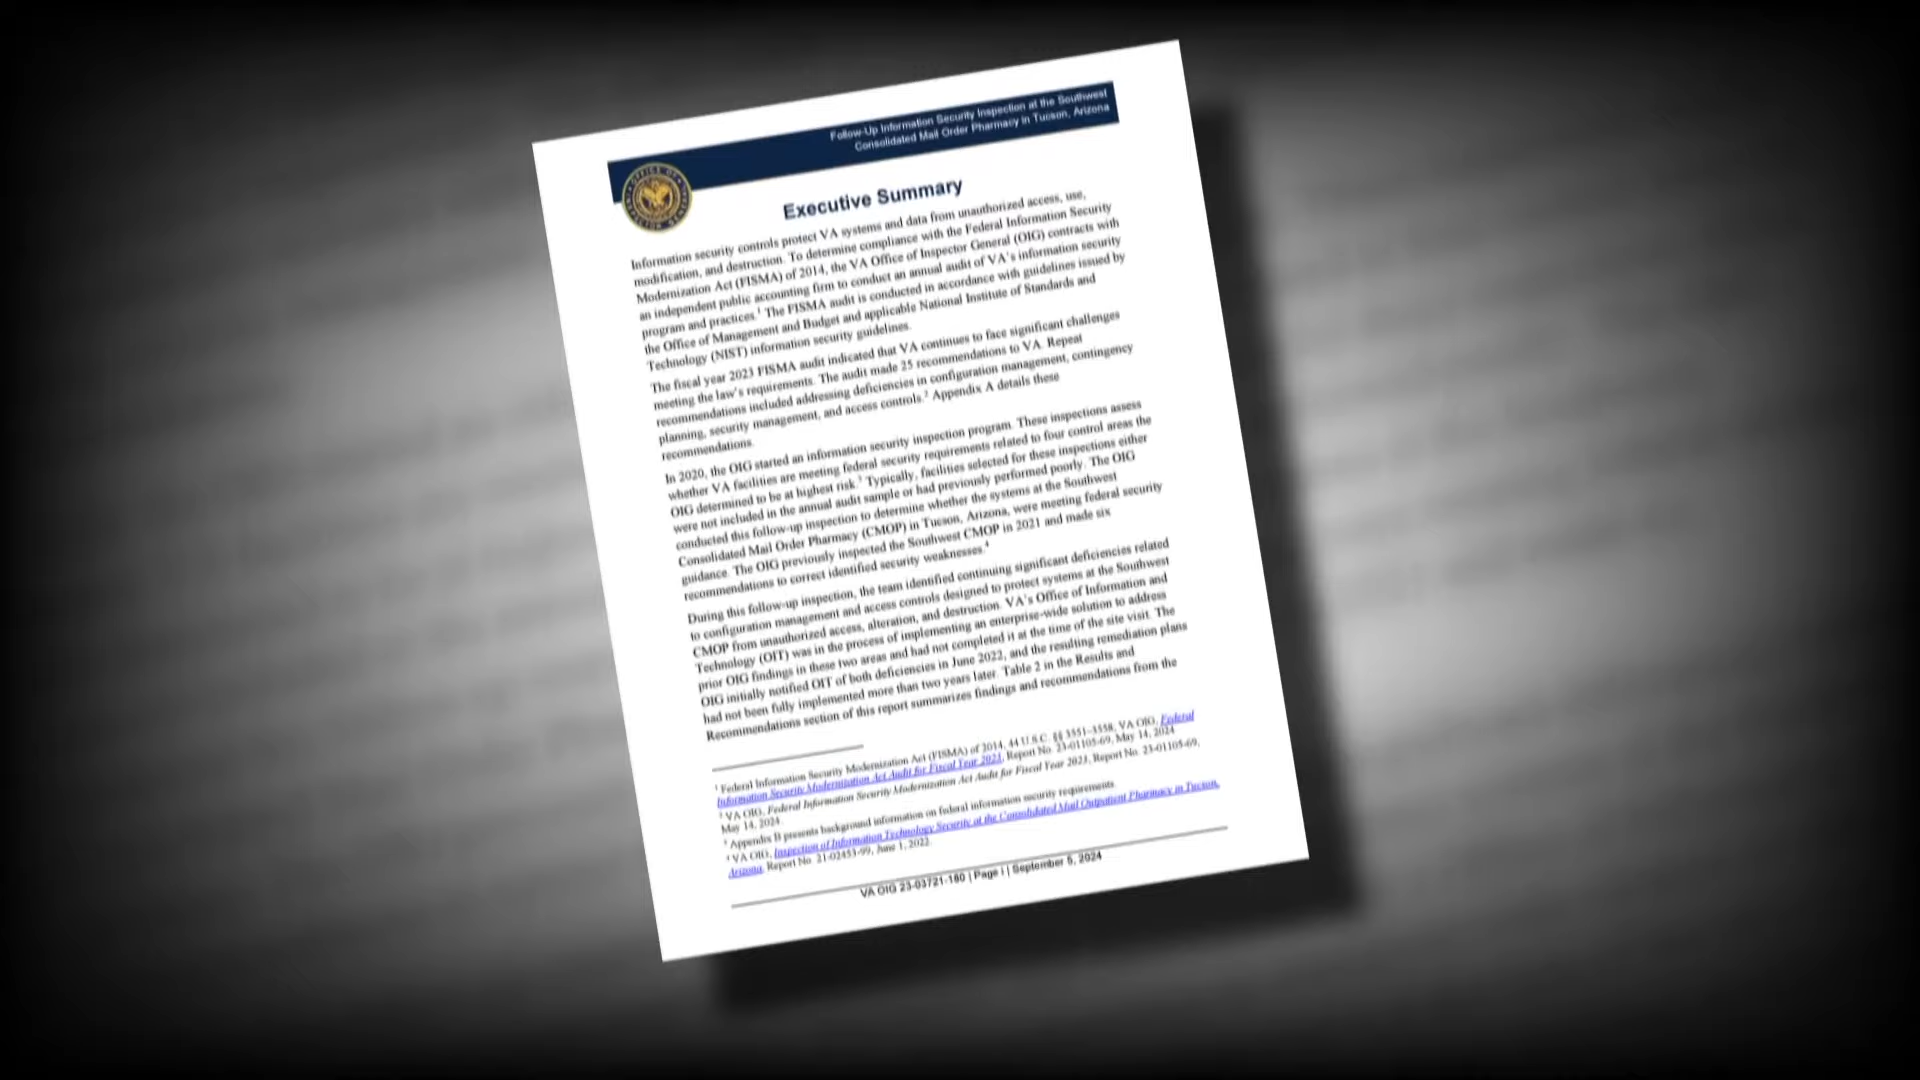 Follow-Up Information Security Inspection at the Southwest
Consolidated Mail Order Pharmacy in Tucson, Arizona
Executive Summary
Information security controls protect VA systems and data from unauthorized access, use,
modification, and destruction. To determine compliance with the Federal Information Security
Modernization Act (FISMA) of 2014, the VA Office of Inspector General (OIG) contracts with
an independent public accounting firm to conduct an annual audit of VA's information security
program and practices.¹ The FISMA audit is conducted in accordance with guidelines issued by
the Office of Management and Budget and applicable National Institute of Standards and
Technology (NIST) information security guidelines.
The fiscal year 2023 FISMA audit indicated that VA continues to face significant challenges
meeting the law's requirements. The audit made 25 recommendations to VA. Repeat
recommendations included addressing deficiencies in configuration management, contingency
planning, security management, and access controls.² Appendix A details these
recommendations.
In 2020, the OIG started an information security inspection program. These inspections assess
whether VA facilities are meeting federal security requirements related to four control areas the
OIG determined to be at highest risk.³ Typically, facilities selected for these inspections either
were not included in the annual audit sample or had previously performed poorly. The OIG
conducted this follow-up inspection to determine whether the systems at the Southwest
Consolidated Mail Order Pharmacy (CMOP) in Tucson, Arizona, were meeting federal security
guidance. The OIG previously inspected the Southwest CMOP in 2021 and made six
recommendations to correct identified security weaknesses.⁴
During this follow-up inspection, the team identified continuing significant deficiencies related
to configuration management and access controls designed to protect systems at the Southwest
CMOP from unauthorized access, alteration, and destruction. VA's Office of Information and
Technology (OIT) was in the process of implementing an enterprise-wide solution to address
prior OIG findings in these two areas and had not completed it at the time of the site visit. The
OIG initially notified OIT of both deficiencies in June 2022, and the resulting remediation plans
had not been fully implemented more than two years later. Table 2 in the Results and
Recommendations section of this report summarizes findings and recommendations from the
¹ Federal Information Security Modernization Act (FISMA) of 2014, 44 U.S.C. §§ 3551–3558, VA OIG, Federal
Information Security Modernization Act Audit for Fiscal Year 2023, Report No. 23-01105-69, May 14, 2024
² VA OIG, Federal Information Security Modernization Act Audit for Fiscal Year 2023, Report No. 23-01105-69,
May 14, 2024.
³ Appendix B presents background information on federal information security requirements.
⁴ VA OIG, Inspection of Information Technology Security at the Consolidated Mail Outpatient Pharmacy in Tucson,
Arizona, Report No. 21-02453-99, June 1, 2022.
VA OIG 23-03721-180 | Page i | September 5, 2024